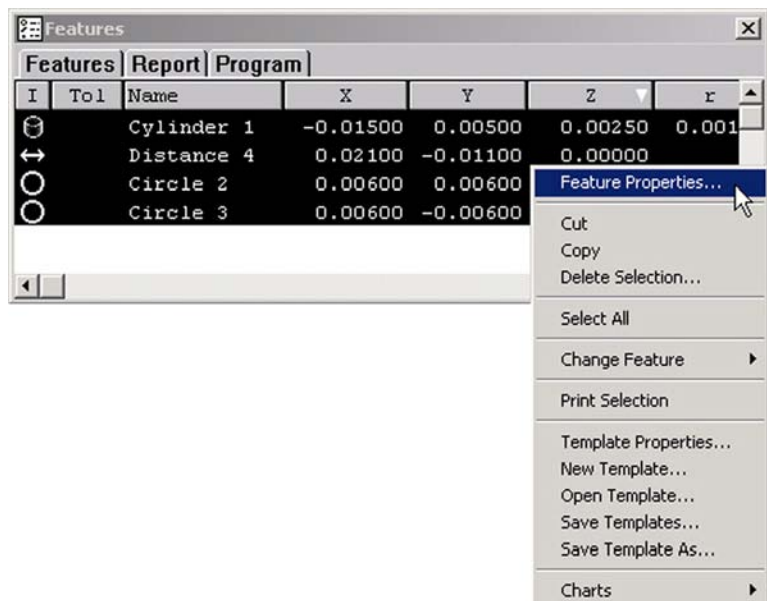 Features
Features Report Program
I Tol Name X Y Z r
Cylinder 1 -0.01500 0.00500 0.00250 0.001
Distance 4 0.02100 -0.01100 0.00000
Circle 2 0.00600 0.00600
Circle 3 0.00600 -0.00600
Feature Properties...
Cut
Copy
Delete Selection...
Select All
Change Feature
Print Selection
Template Properties...
New Template...
Open Template...
Save Templates...
Save Template As...
Charts